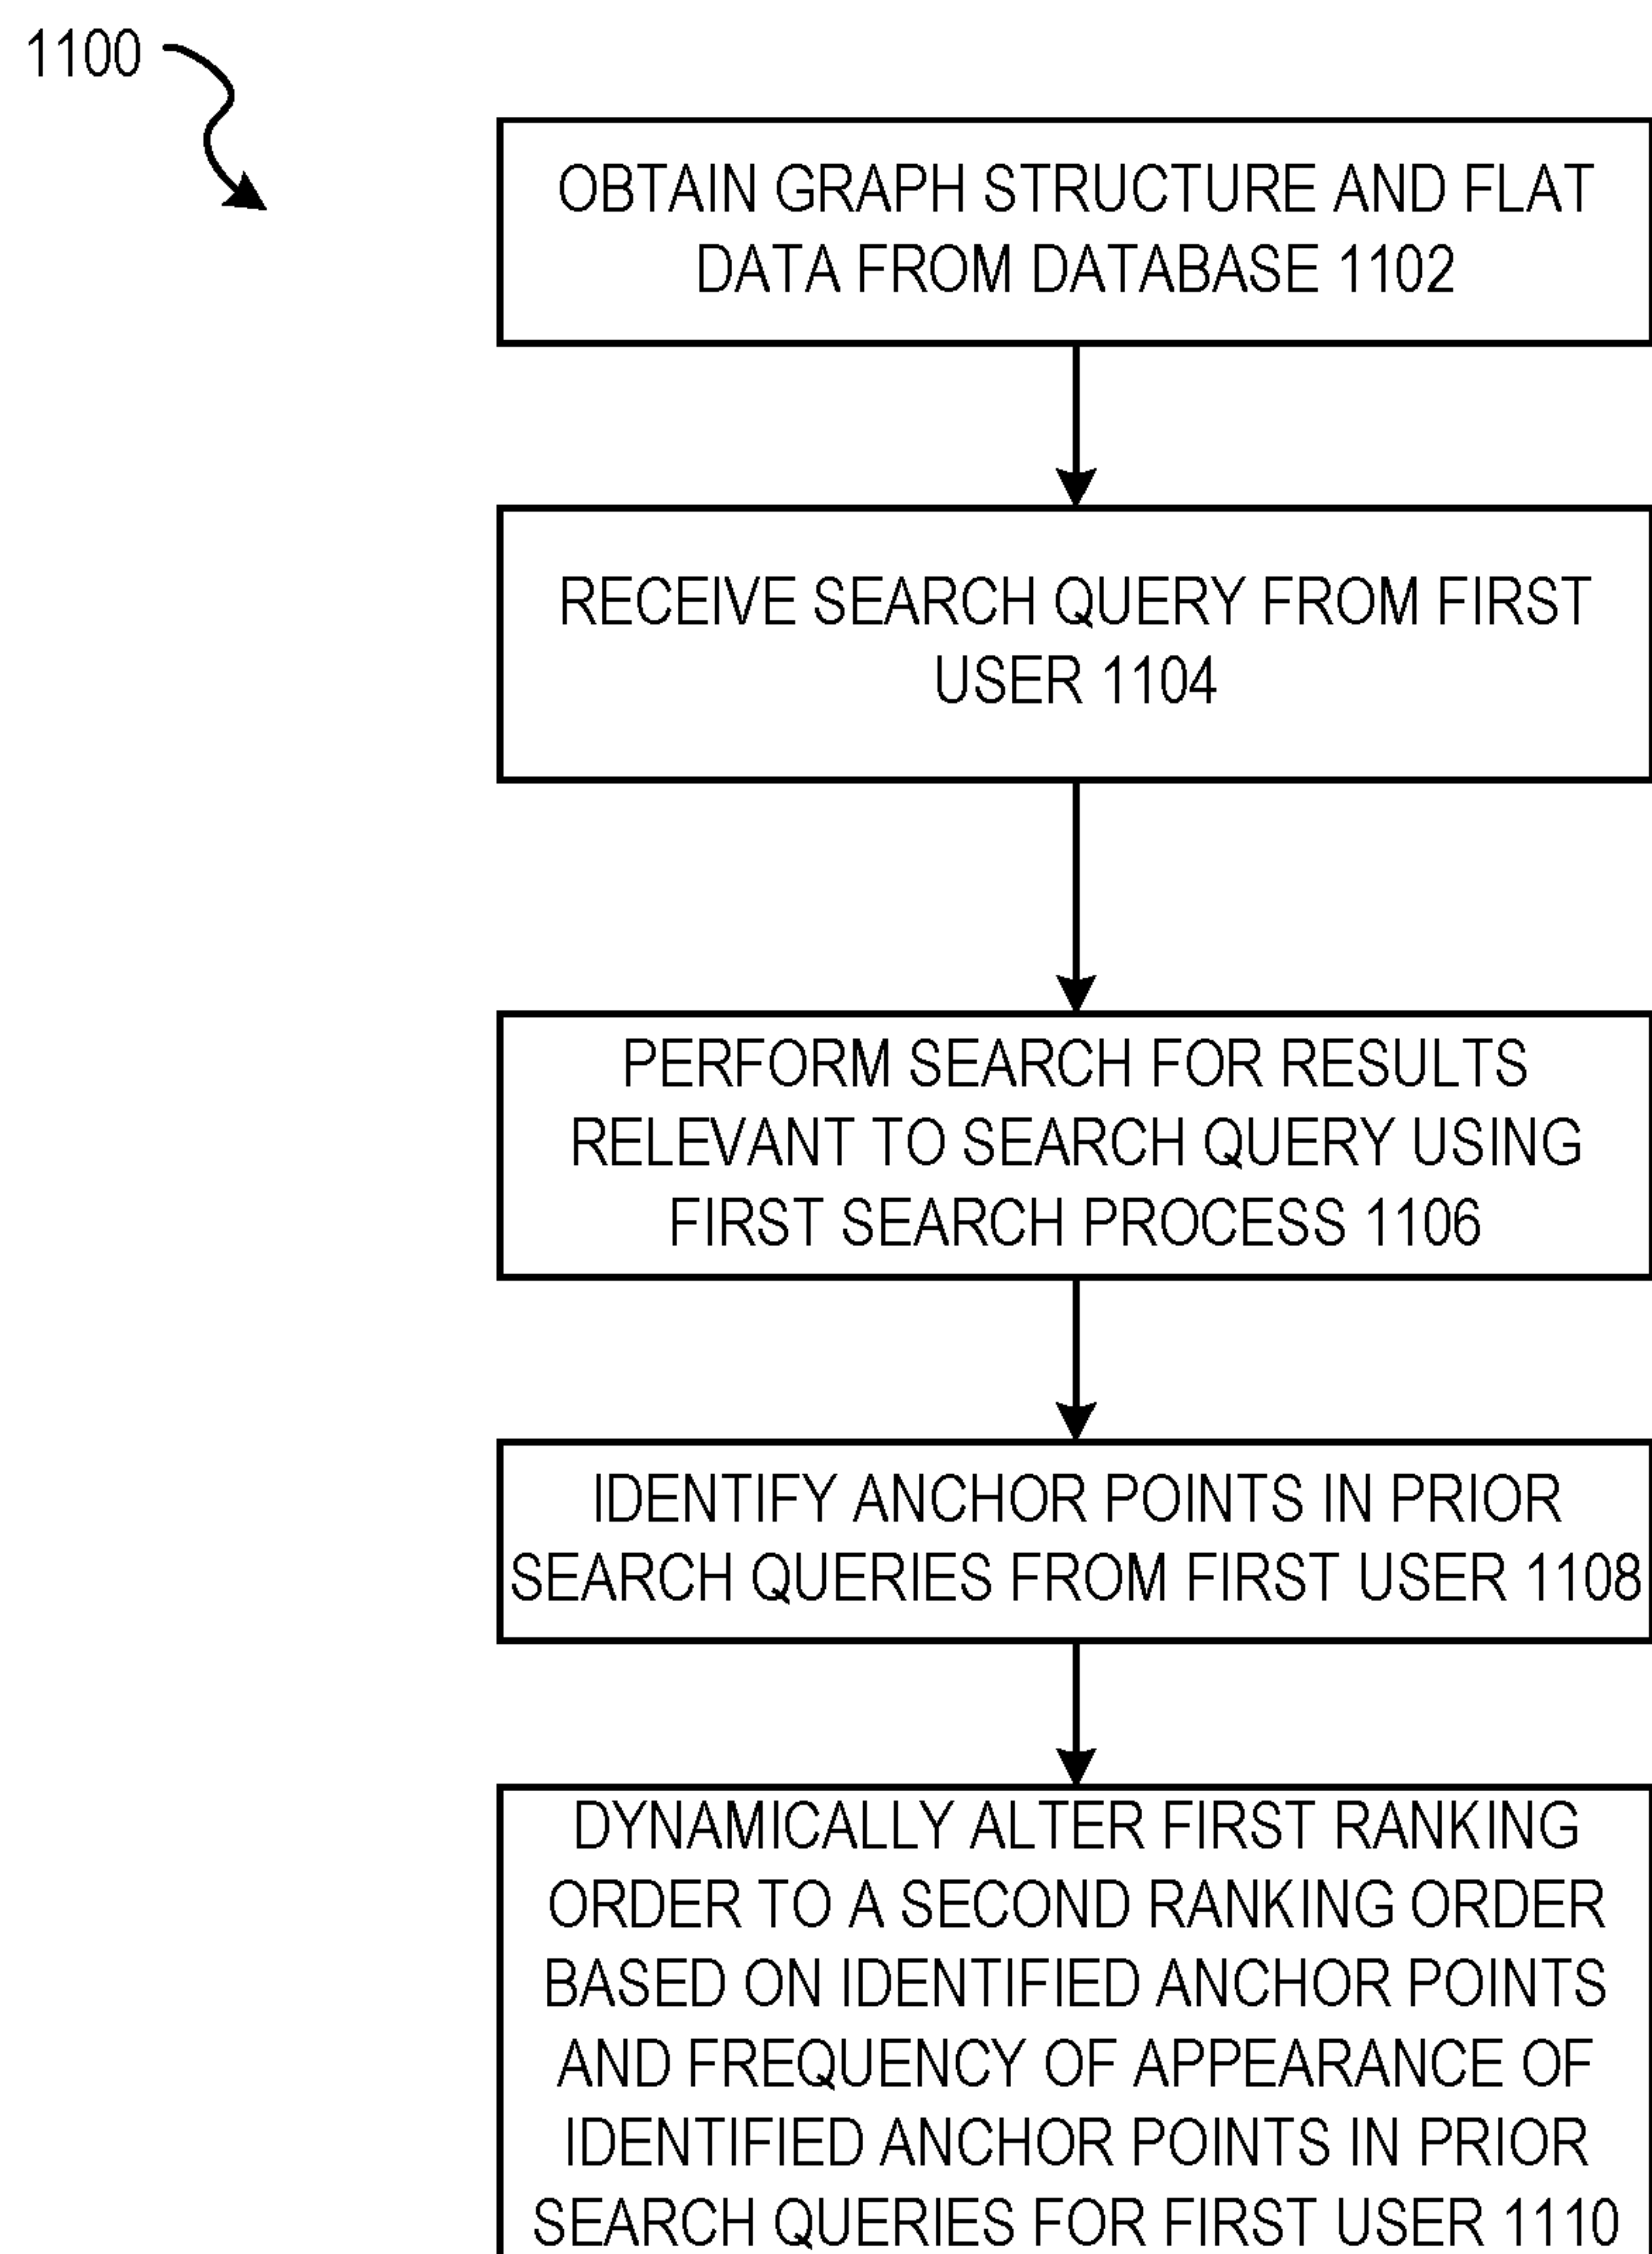 1100
OBTAIN GRAPH STRUCTURE AND FLAT
DATA FROM DATABASE 1102
RECEIVE SEARCH QUERY FROM FIRST
USER 1104
PERFORM SEARCH FOR RESULTS
RELEVANT TO SEARCH QUERY USING
FIRST SEARCH PROCESS 1106
IDENTIFY ANCHOR POINTS IN PRIOR
SEARCH QUERIES FROM FIRST USER 1108
DYNAMICALLY ALTER FIRST RANKING
ORDER TO A SECOND RANKING ORDER
BASED ON IDENTIFIED ANCHOR POINTS
AND FREQUENCY OF APPEARANCE OF
IDENTIFIED ANCHOR POINTS IN PRIOR
SEARCH QUERIES FOR FIRST USER 1110